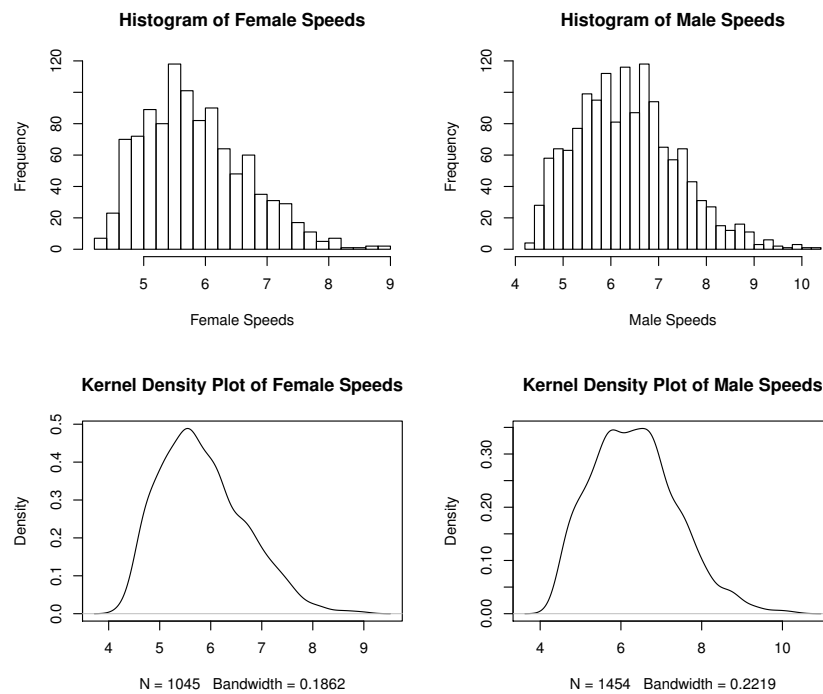 Histogram of Female Speeds
Frequency
0 20 40 60 80 120
5 6 7 8 9
Female Speeds
Histogram of Male Speeds
Frequency
0 20 40 60 80 120
4 5 6 7 8 9 10
Male Speeds
Kernel Density Plot of Female Speeds
Density
0.0 0.1 0.2 0.3 0.4 0.5
4 5 6 7 8 9
N = 1045 Bandwidth = 0.1862
Kernel Density Plot of Male Speeds
Density
0.00 0.10 0.20 0.30
4 6 8 10
N = 1454 Bandwidth = 0.2219